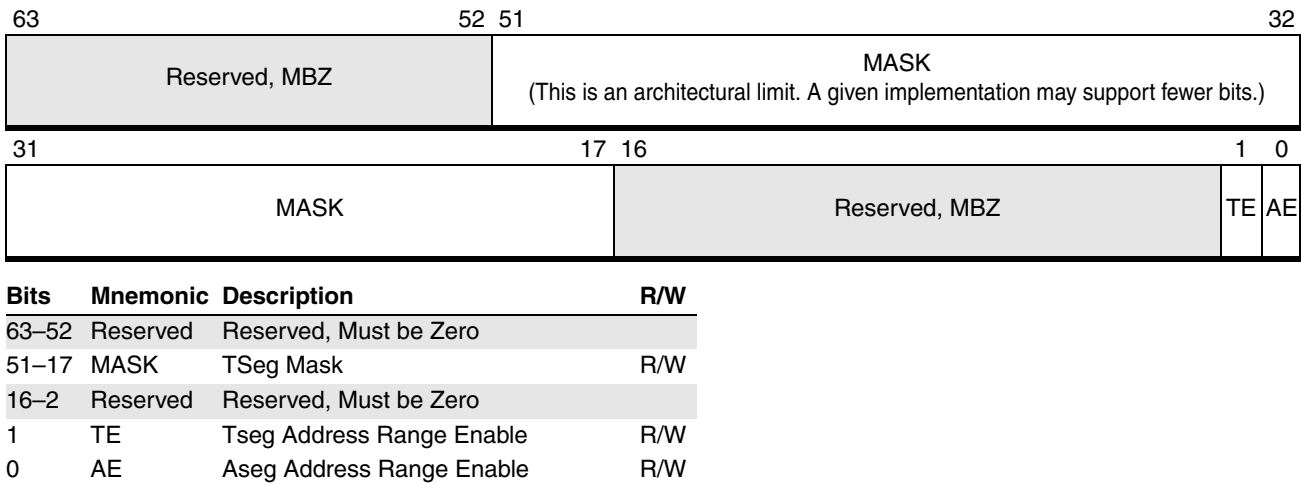 63 52 51 32
Reserved, MBZ
MASK
(This is an architectural limit. A given implementation may support fewer bits.)
31 17 16 1 0
MASK Reserved, MBZ TE AE
Bits Mnemonic Description R/W
63–52 Reserved Reserved, Must be Zero
51–17 MASK TSeg Mask R/W
16–2 Reserved Reserved, Must be Zero
1 TE Tseg Address Range Enable R/W
0 AE Aseg Address Range Enable R/W